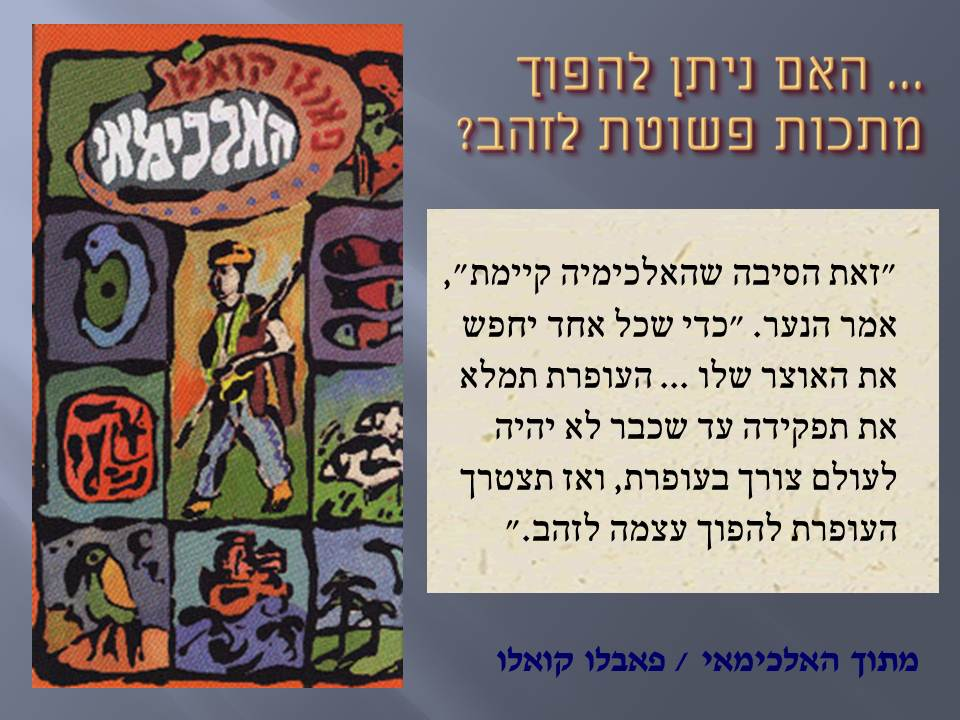 ... האם ניתן להפוך
מתכות פשוטת לזהב?
פאולו קואלו
האלכימאי
"זאת הסיבה שהאלכימיה קיימת",
אמר הנער. "כדי שכל אחד יחפש
את האוצר שלו ... העופרת תמלא
את תפקידה עד שכבר לא יהיה
לעולם צורך בעופרת, ואז תצטרך
העופרת להפוך עצמה לזהב."
מתוך האלכימאי / פאבלו קואלו